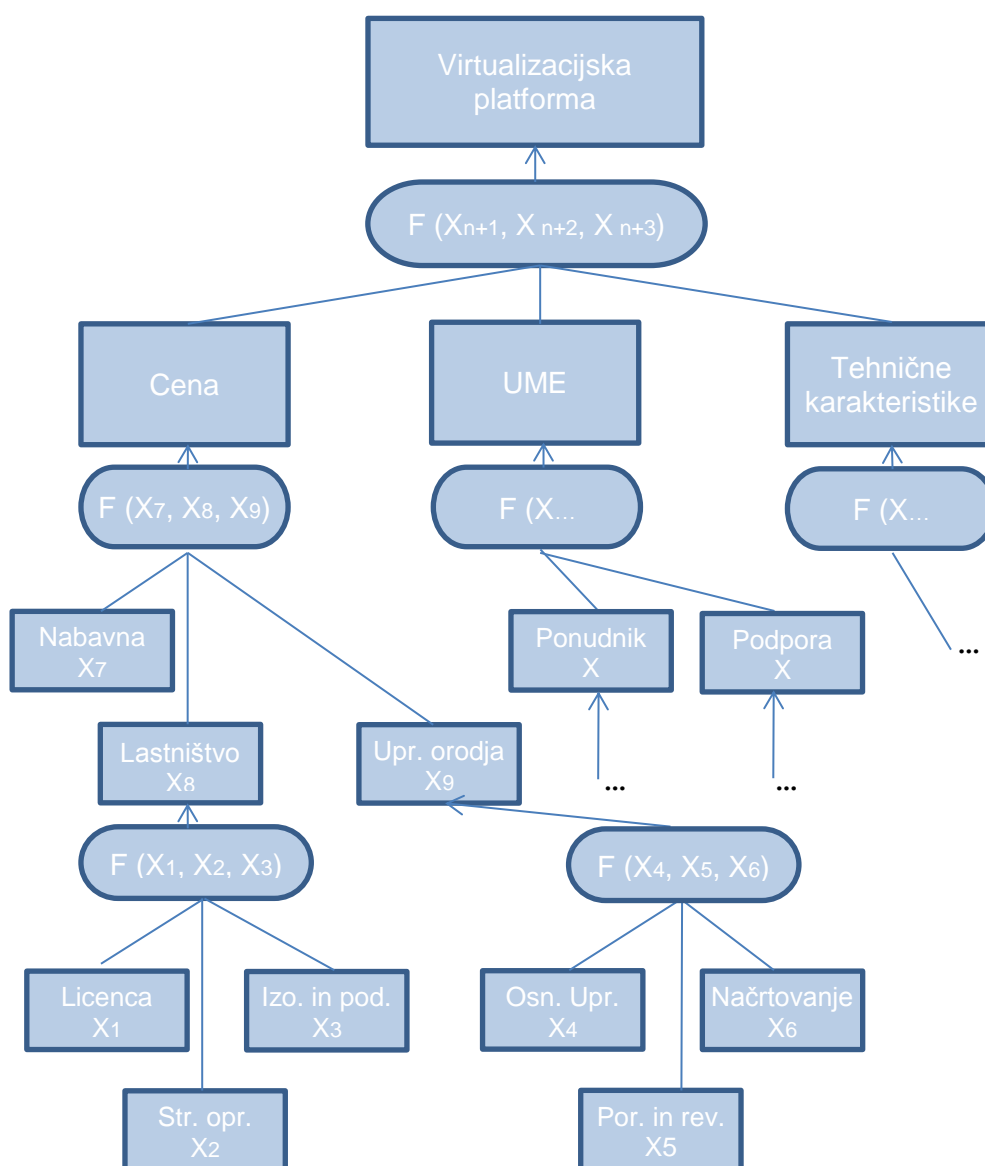 Virtualizacijska
platforma
F (Xn+1, X n+2, X n+3)
Cena
UME
Tehnične
karakteristike
F (X7, X8, X9)
F (X...
F (X...
Nabavna
X7
Ponudnik
X
Podpora
X
...
Lastništvo
X8
Upr. orodja
X9
...
...
F (X1, X2, X3)
F (X4, X5, X6)
Licenca
X1
Izo. in pod.
X3
Osn. Upr.
X4
Načrtovanje
X6
Str. opr.
X2
Por. in rev.
X5